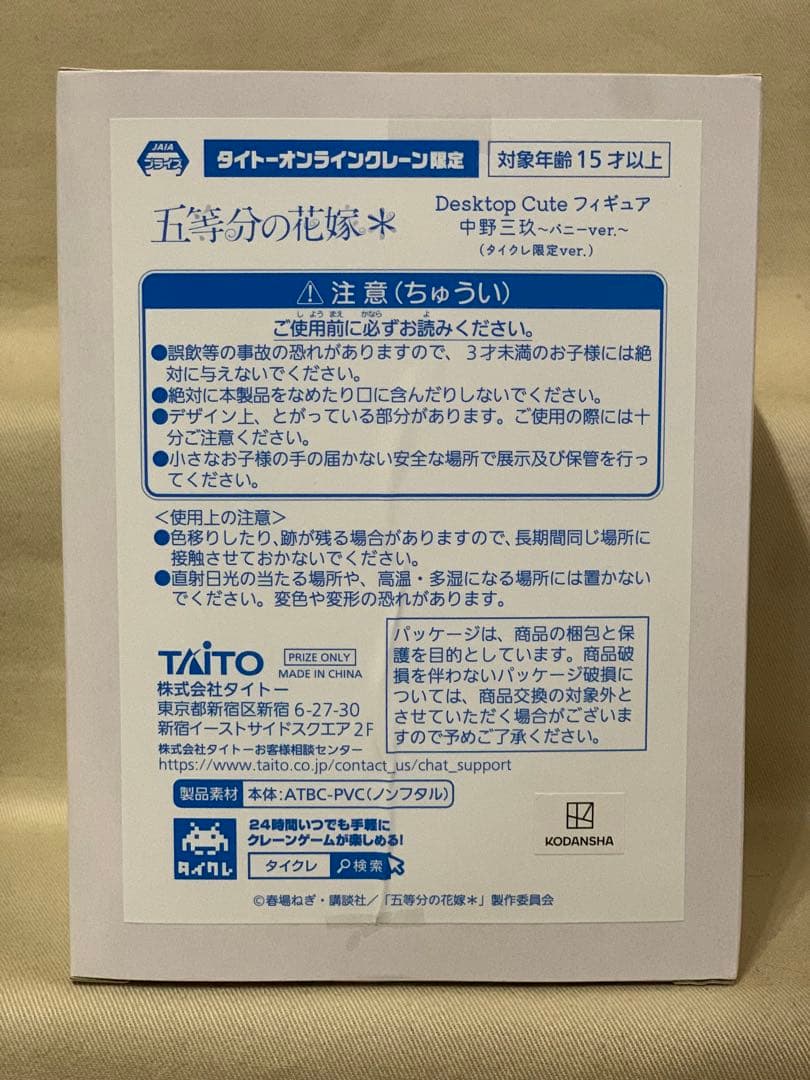 JAIA
プライズ
タイトーオンラインクレーン限定
対象年齢15才以上
五等分の花嫁＊
Desktop Cute フィギュア
中野三玖～バニーver.～
(タイクレ限定ver.)
⚠注意(ちゅうい)
しようまえ かなら よ
ご使用前に必ずお読みください。
●誤飲等の事故の恐れがありますので、3才未満のお子様には絶
対に与えないでください。
●絶対に本製品をなめたり口に含んだりしないでください。
●デザイン上、とがっている部分があります。ご使用の際には十
分ご注意ください。
●小さなお子様の手の届かない安全な場所で展示及び保管を行っ
てください。
＜使用上の注意＞
●色移りしたり、跡が残る場合がありますので、長期間同じ場所に
接触させておかないでください。
●直射日光の当たる場所や、高温・多湿になる場所には置かない
でください。変色や変形の恐れがあります。
TAITO
PRIZE ONLY
MADE IN CHINA
株式会社タイトー
東京都新宿区新宿 6-27-30
新宿イーストサイドスクエア 2F
株式会社タイトーお客様相談センター
https://www.taito.co.jp/contact_us/chat_support
パッケージは、商品の梱包と保
護を目的としています。商品破
損を伴わないパッケージ破損に
ついては、商品交換の対象外と
させていただく場合がございま
すので予めご了承ください。
製品素材 本体:ATBC-PVC(ノンフタル)
タイクレ
24時間いつでも手軽に
クレーンゲームが楽しめる!
タイクレ 検索
KODANSHA
©春場ねぎ・講談社／「五等分の花嫁＊」製作委員会